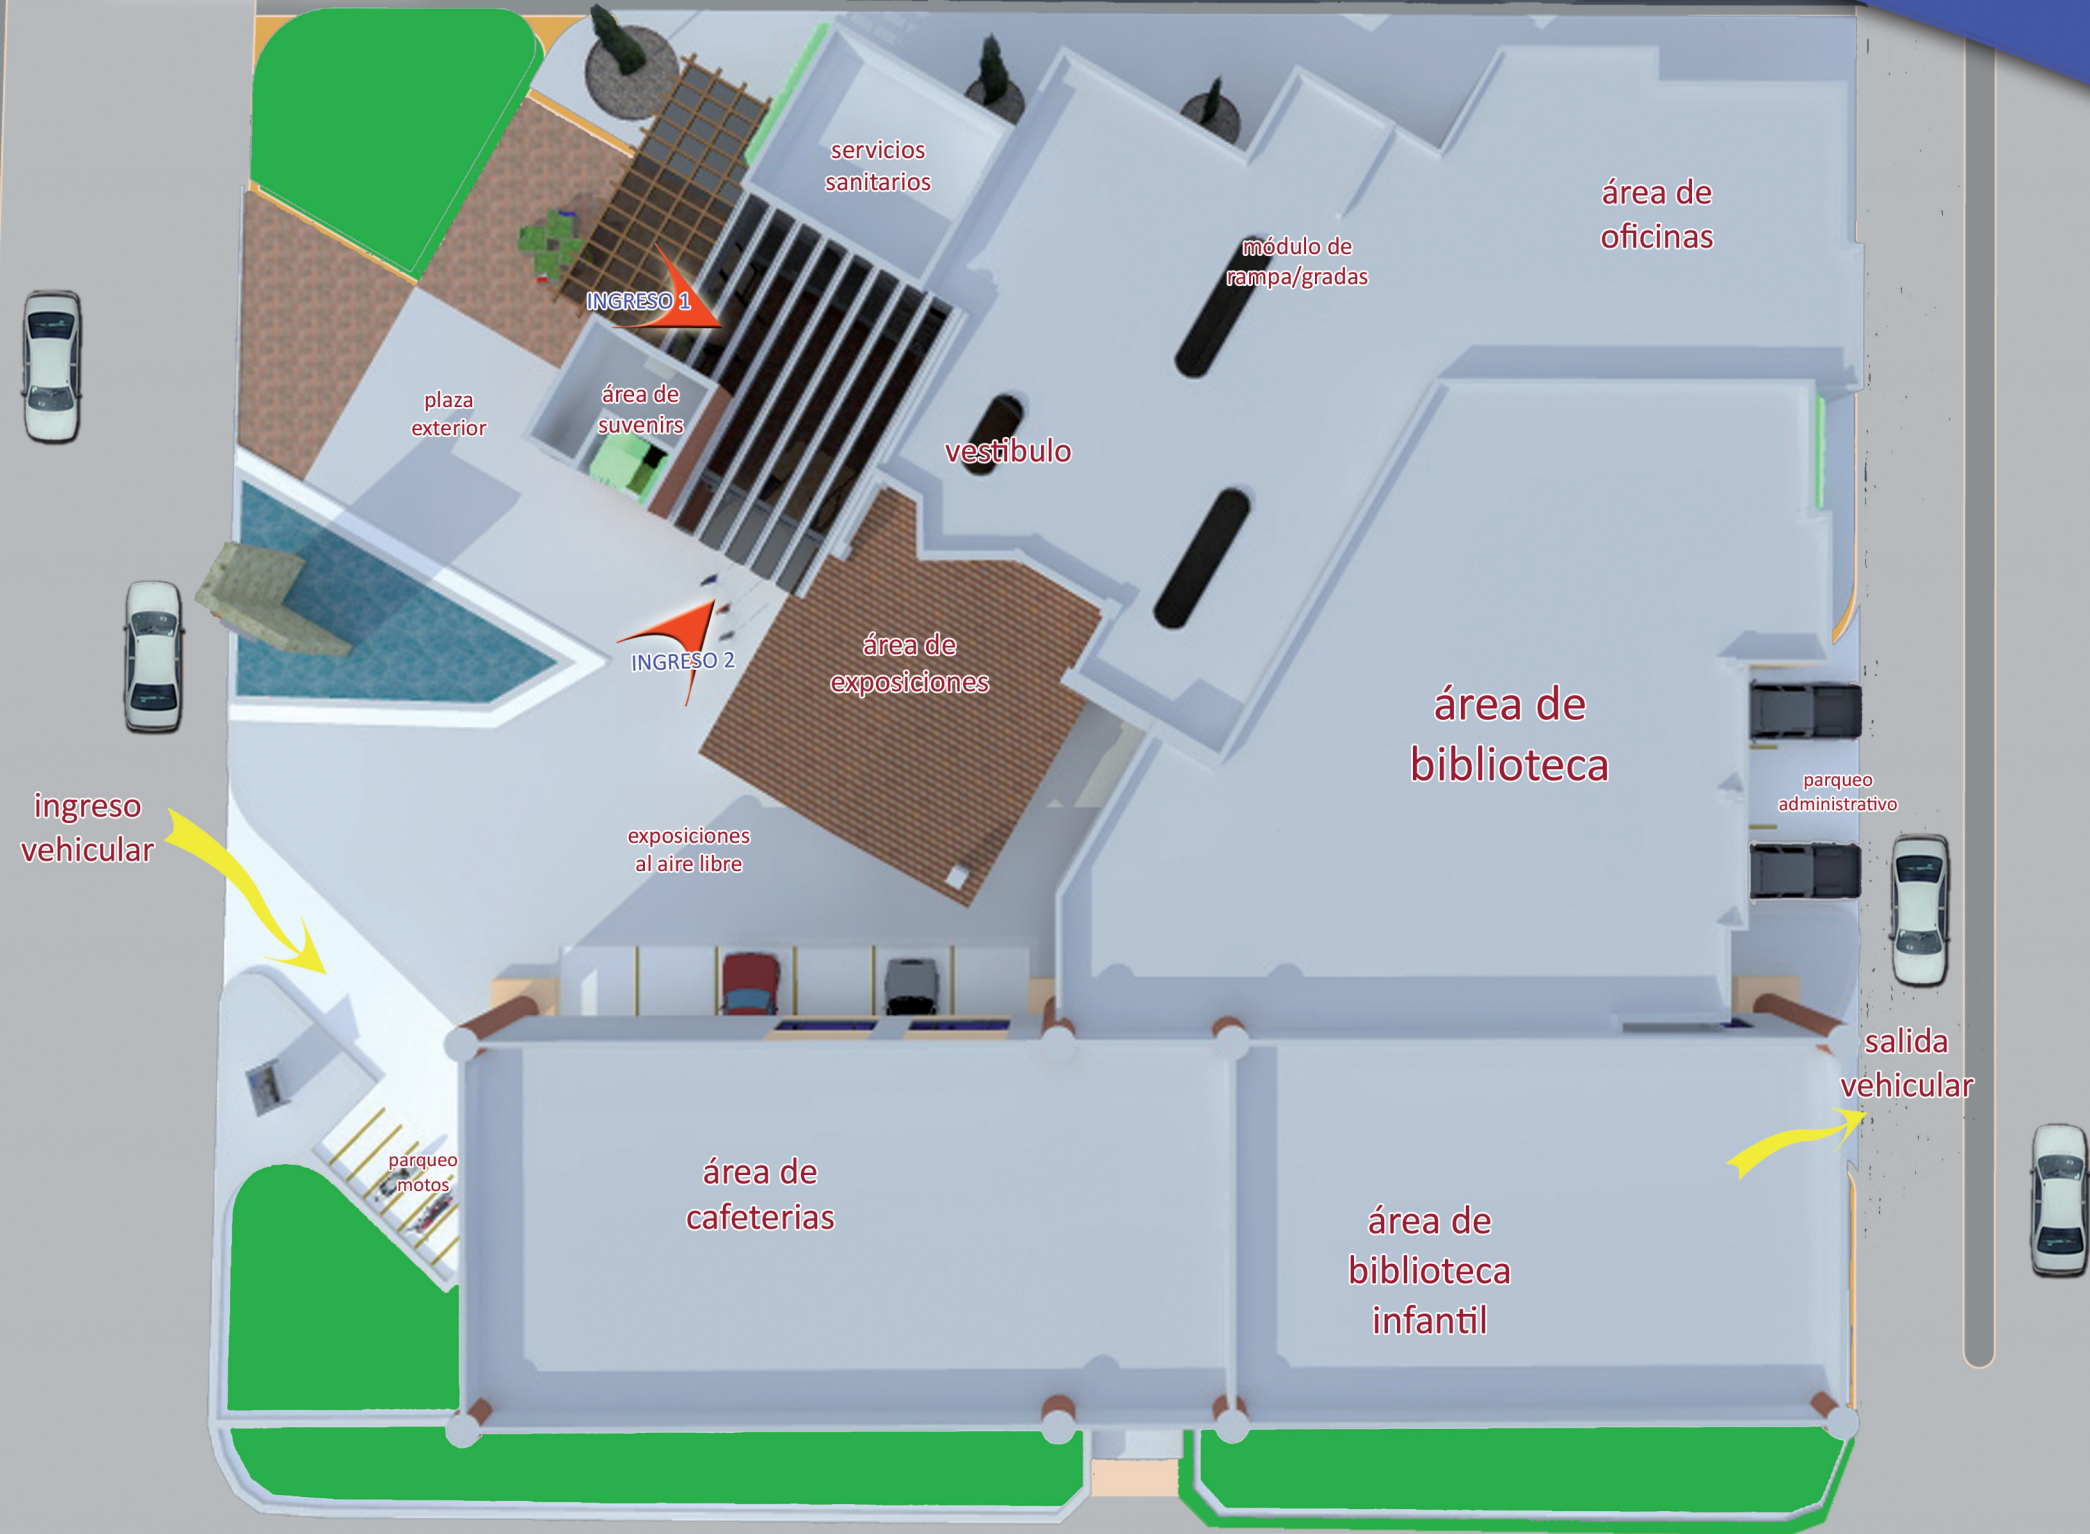 servicios
sanitarios
área de
oficinas
módulo de
rampa/gradas
INGRESO 1
plaza
exterior
área de
suvenirs
vestibulo
área de
exposiciones
INGRESO 2
área de
biblioteca
parqueo
administrativo
ingreso
vehicular
exposiciones
al aire libre
salida
vehicular
parqueo
motos
área de
cafeterias
área de
biblioteca
infantil